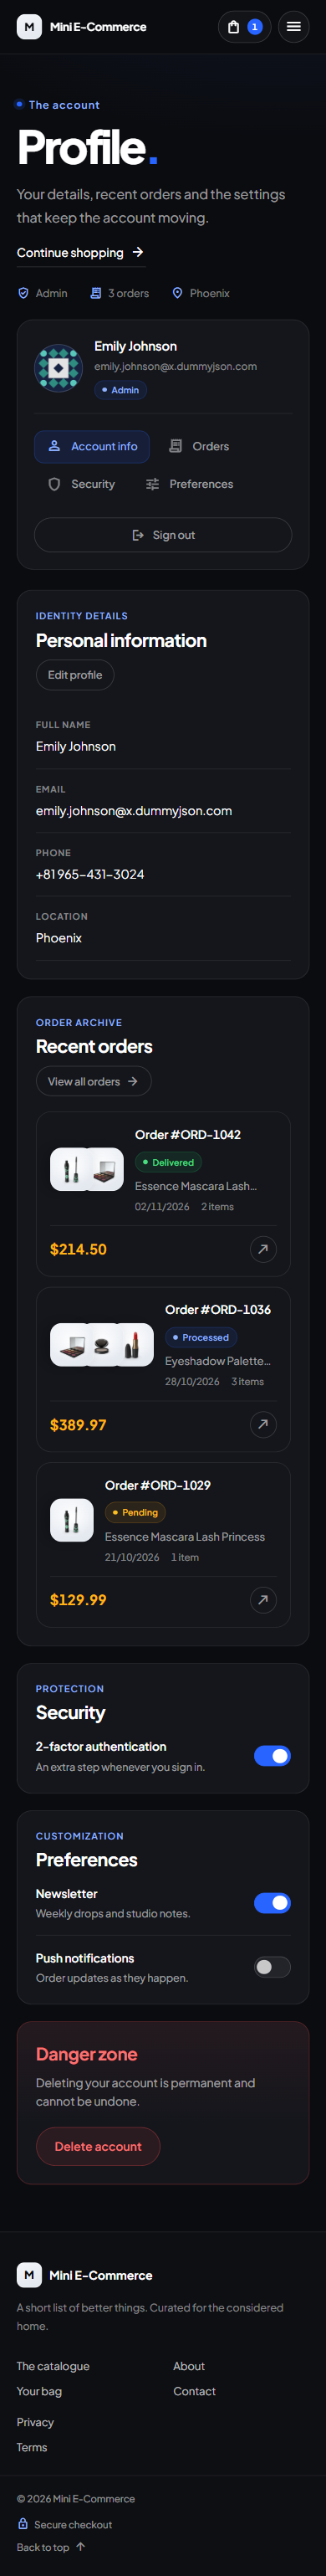 M Mini E-Commerce 1
The account
Profile.
Your details, recent orders and the settings
that keep the account moving.
Continue shopping →
Admin 3 orders Phoenix
Emily Johnson
emily.johnson@x.dummyjson.com
Admin
Account info Orders
Security Preferences
Sign out
IDENTITY DETAILS
Personal information
Edit profile
FULL NAME
Emily Johnson
EMAIL
emily.johnson@x.dummyjson.com
PHONE
+81 965-431-3024
LOCATION
Phoenix
ORDER ARCHIVE
Recent orders
View all orders →
Order #ORD-1042
Delivered
Essence Mascara Lash...
02/11/2026 2 items
$214.50
Order #ORD-1036
Processed
Eyeshadow Palette...
28/10/2026 3 items
$389.97
Order #ORD-1029
Pending
Essence Mascara Lash Princess
21/10/2026 1 item
$129.99
PROTECTION
Security
2-factor authentication
An extra step whenever you sign in.
CUSTOMIZATION
Preferences
Newsletter
Weekly drops and studio notes.
Push notifications
Order updates as they happen.
Danger zone
Deleting your account is permanent and
cannot be undone.
Delete account
M Mini E-Commerce
A short list of better things. Curated for the considered
home.
The catalogue About
Your bag Contact
Privacy
Terms
© 2026 Mini E-Commerce
Secure checkout
Back to top ↑